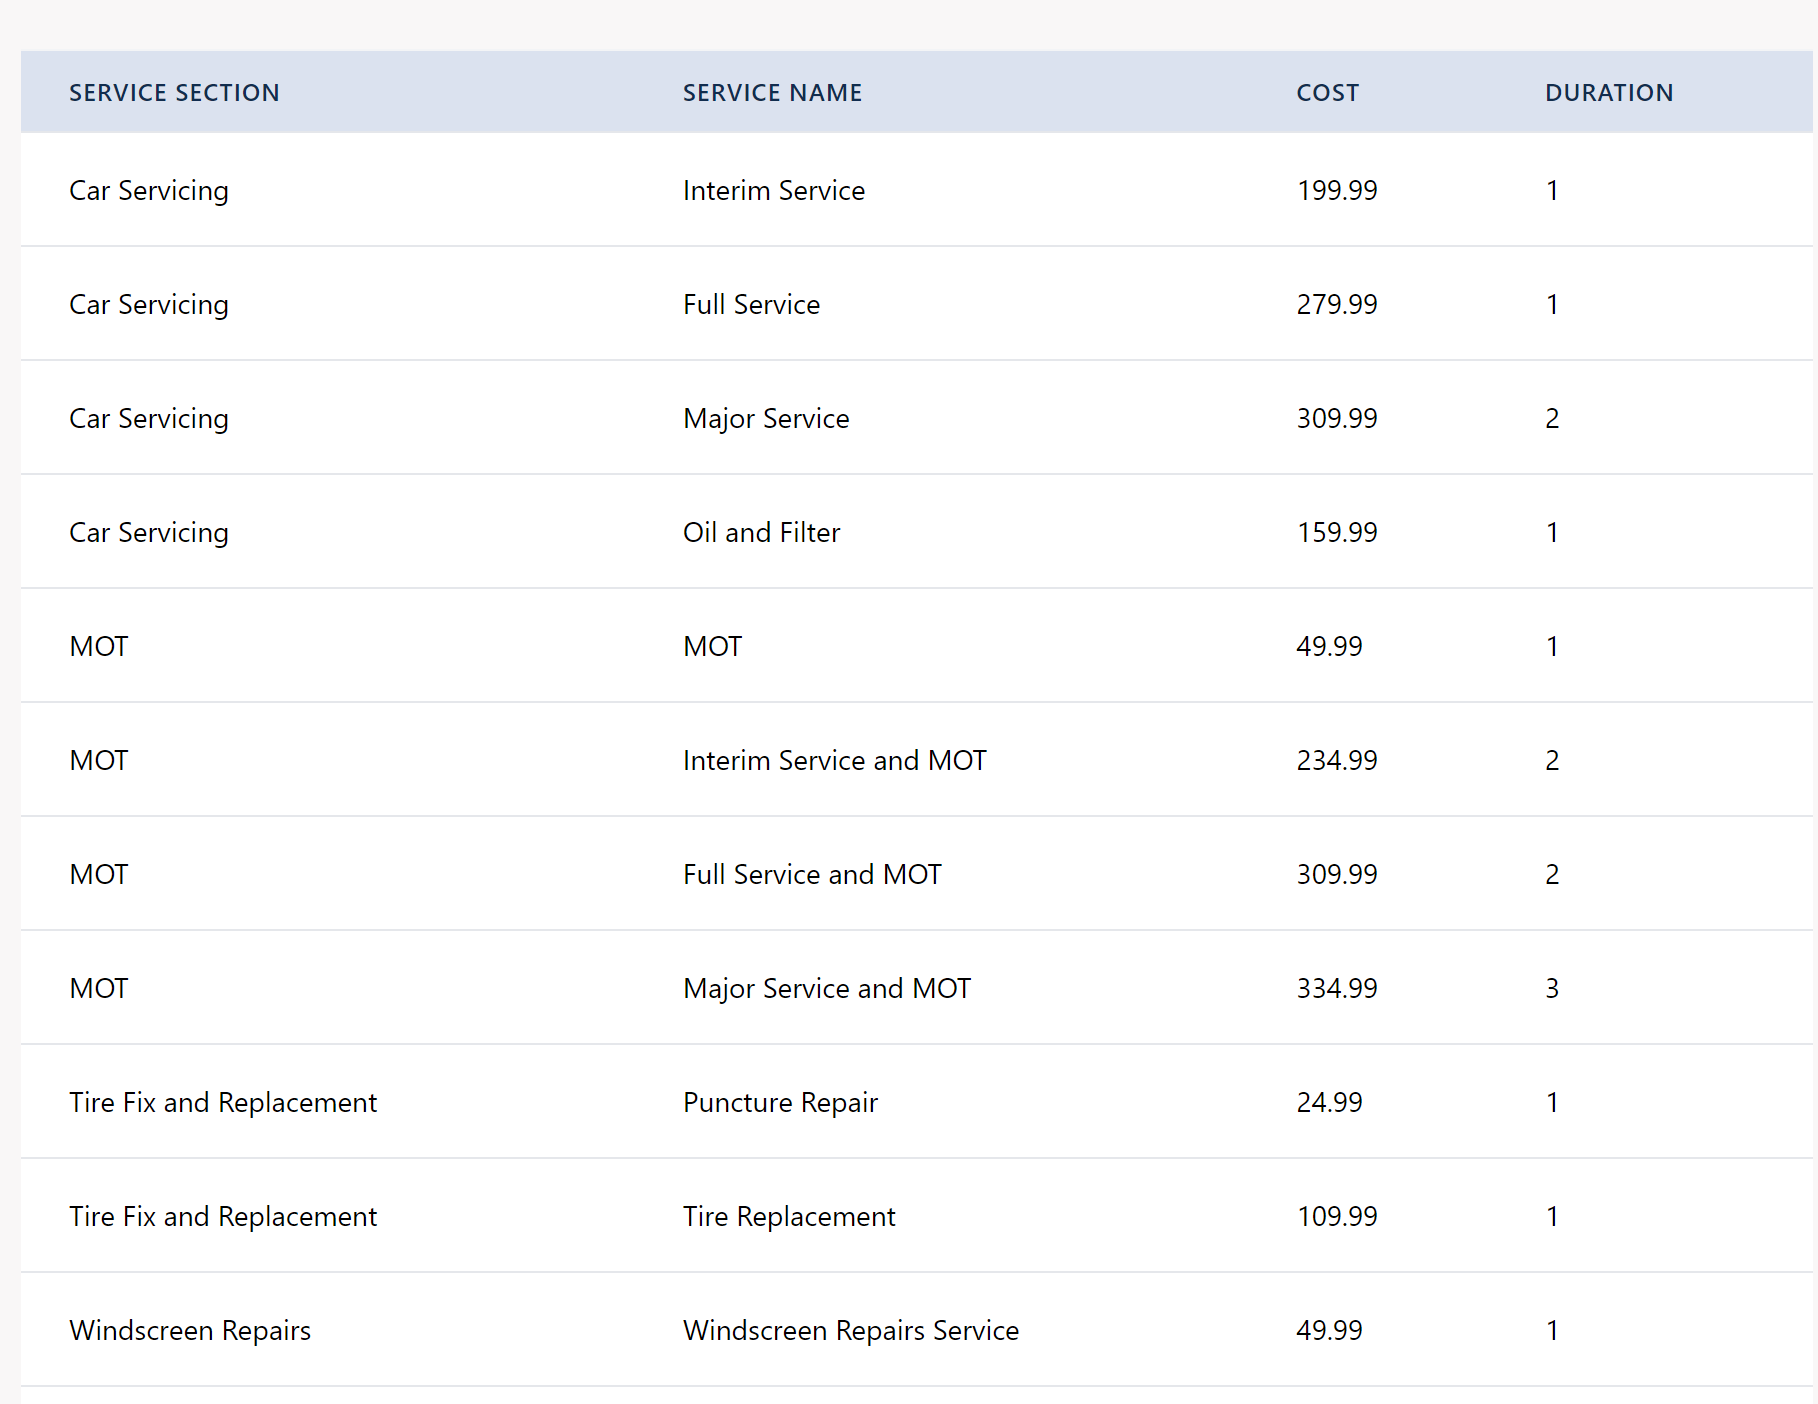 SERVICE SECTION SERVICE NAME COST DURATION
Car Servicing Interim Service 199.99 1
Car Servicing Full Service 279.99 1
Car Servicing Major Service 309.99 2
Car Servicing Oil and Filter 159.99 1
MOT MOT 49.99 1
MOT Interim Service and MOT 234.99 2
MOT Full Service and MOT 309.99 2
MOT Major Service and MOT 334.99 3
Tire Fix and Replacement Puncture Repair 24.99 1
Tire Fix and Replacement Tire Replacement 109.99 1
Windscreen Repairs Windscreen Repairs Service 49.99 1